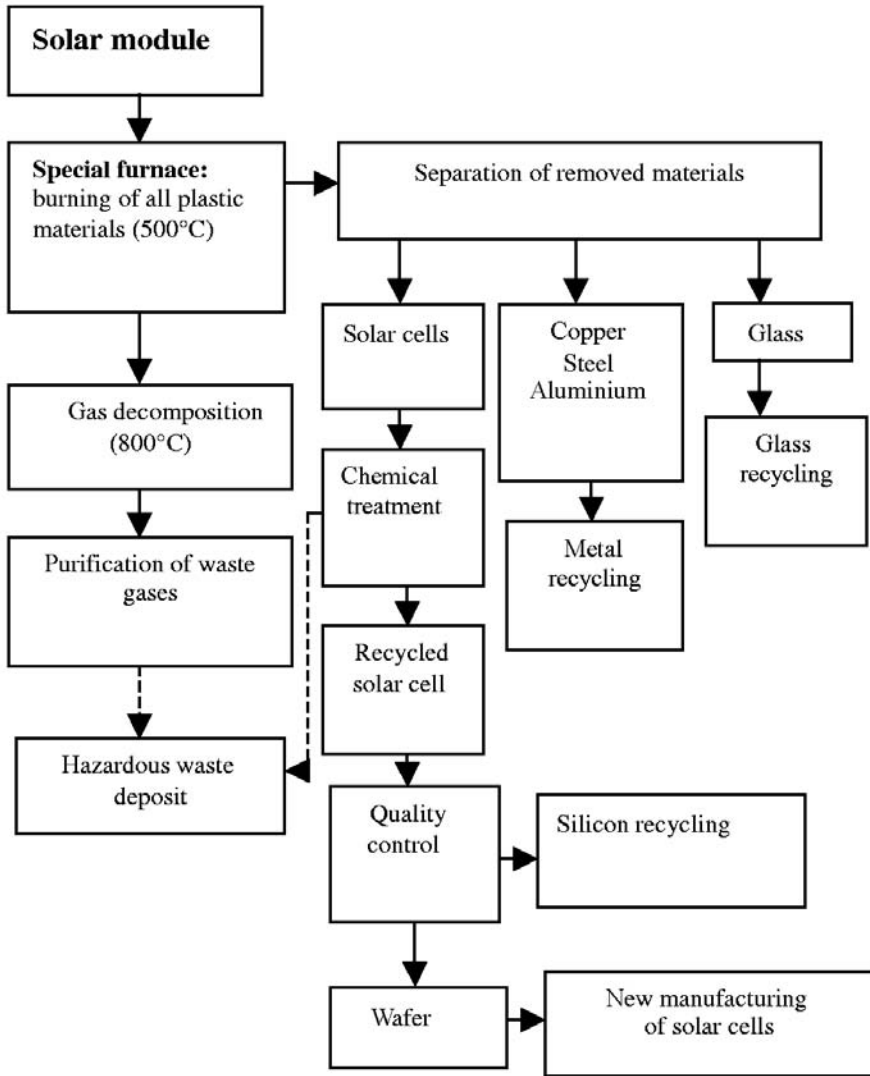 Solar module
Special furnace:
burning of all plastic
materials (500°C)
Separation of removed materials
Solar cells
Copper
Steel
Aluminium
Glass
Gas decomposition
(800°C)
Chemical
treatment
Glass
recycling
Purification of waste
gases
Metal
recycling
Recycled
solar cell
Hazardous waste
deposit
Quality
control
Silicon recycling
Wafer
New manufacturing
of solar cells